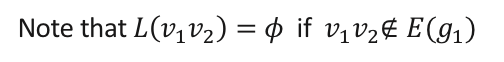 Note that L(v₁v₂) = ϕ if v₁v₂∉ E(g₁)